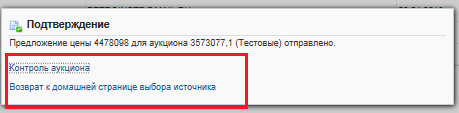 Подтверждение
Предложение цены 4478098 для аукциона 3573077,1 (Тестовые) отправлено.
Контроль аукциона
Возврат к домашней странице выбора источника